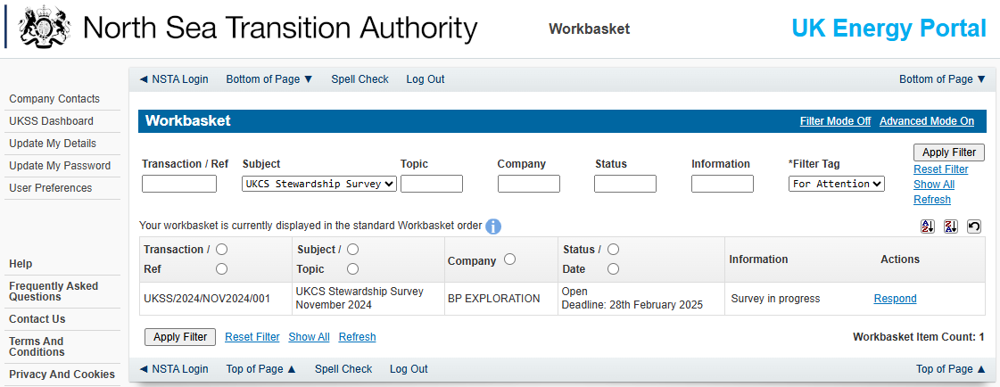 North Sea Transition Authority
Workbasket
UK Energy Portal
◄ NSTA Login Bottom of Page ▼ Spell Check Log Out Bottom of Page ▼
Company Contacts
UKSS Dashboard
Update My Details
Update My Password
User Preferences
Help
Frequently Asked
Questions
Contact Us
Terms And
Conditions
Privacy And Cookies
Workbasket Filter Mode Off Advanced Mode On
Transaction / Ref Subject Topic Company Status Information *Filter Tag
UKCS Stewardship Survey For Attention
Apply Filter
Reset Filter
Show All
Refresh
Your workbasket is currently displayed in the standard Workbasket order i
A Z Z A
Transaction / Subject / Status /
Ref Topic Company Date Information Actions
UKSS/2024/NOV2024/001 UKCS Stewardship Survey BP EXPLORATION Open Survey in progress Respond
November 2024 Deadline: 28th February 2025
Apply Filter Reset Filter Show All Refresh Workbasket Item Count: 1
◄ NSTA Login Top of Page ▲ Spell Check Log Out Top of Page ▲